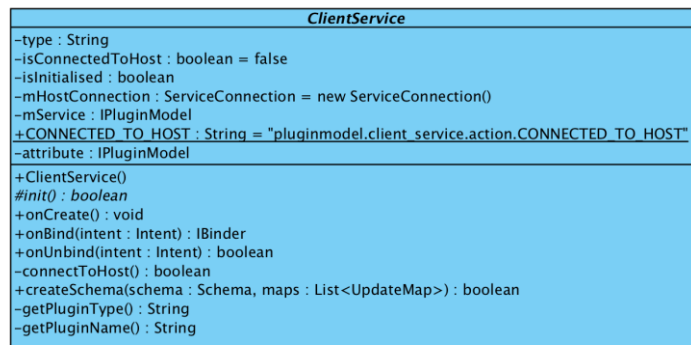 ClientService
-type : String
-isConnectedToHost : boolean = false
-isInitialised : boolean
-mHostConnection : ServiceConnection = new ServiceConnection()
-mService : IPluginModel
+CONNECTED_TO_HOST : String = "pluginmodel.client_service.action.CONNECTED_TO_HOST"
-attribute : IPluginModel
+ClientService()
#init() : boolean
+onCreate() : void
+onBind(intent : Intent) : IBinder
+onUnbind(intent : Intent) : boolean
-connectToHost() : boolean
+createSchema(schema : Schema, maps : List<UpdateMap>) : boolean
-getPluginType() : String
-getPluginName() : String